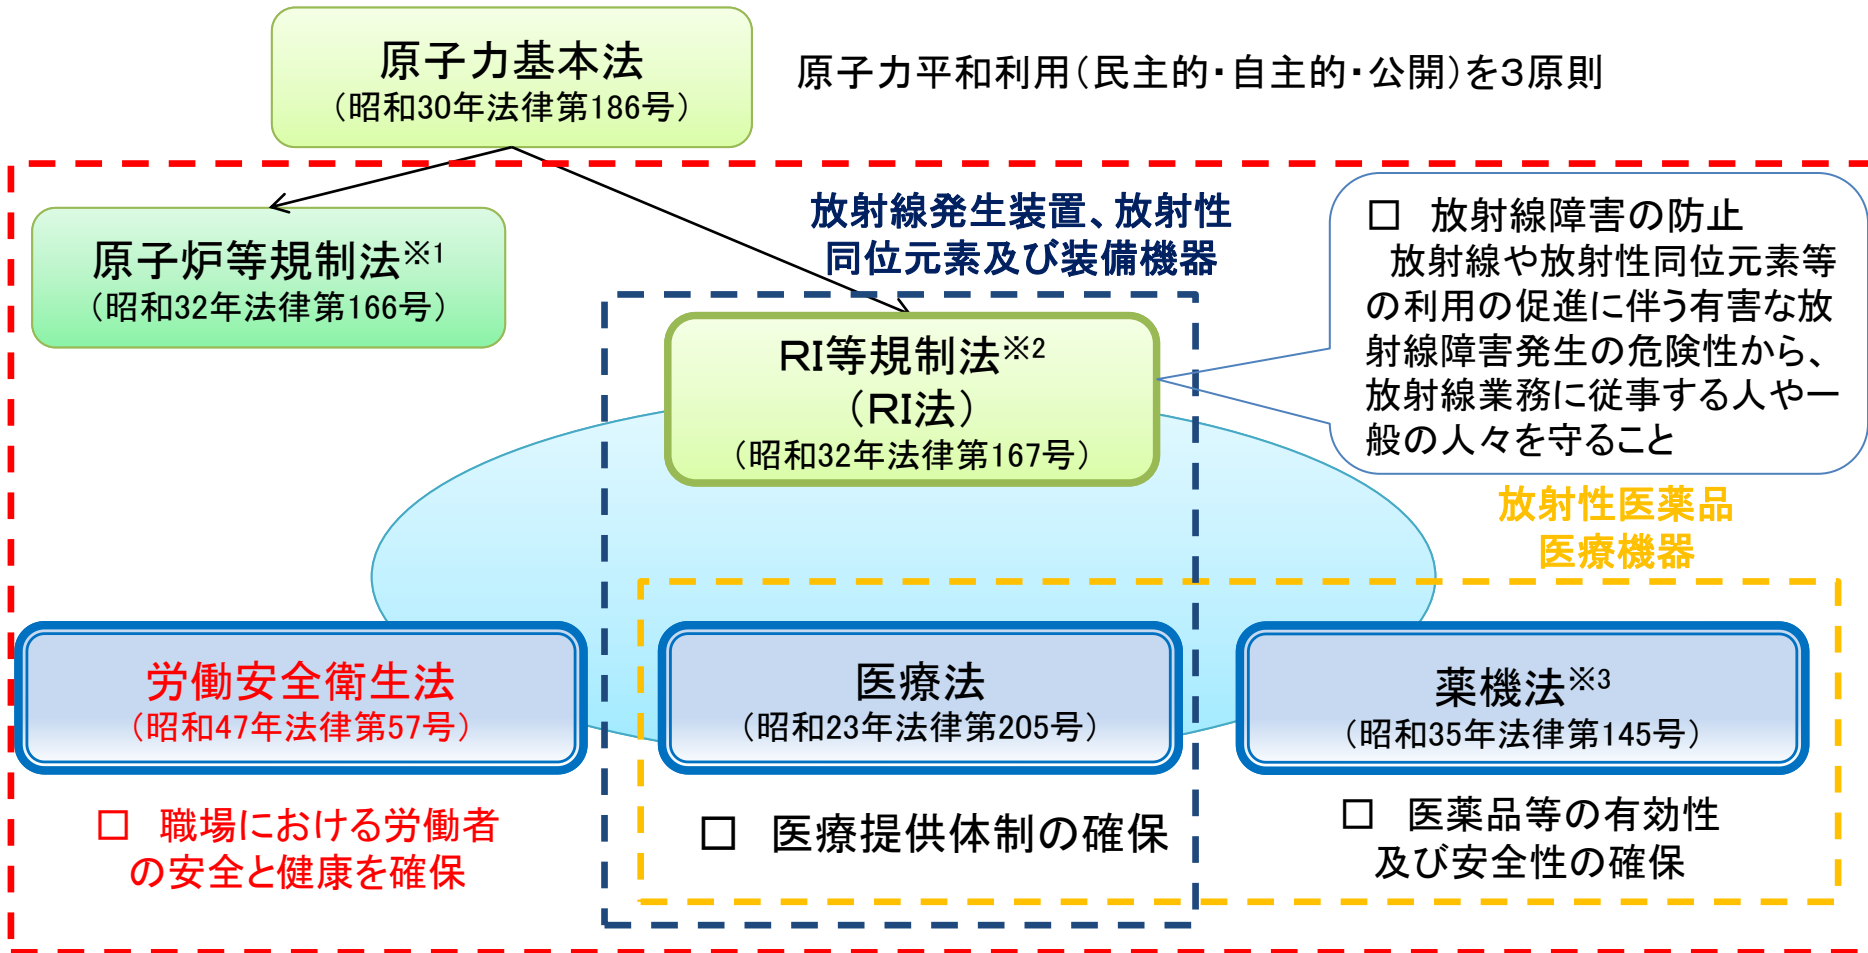 原子力基本法
（昭和30年法律第186号）
原子力平和利用（民主的・自主的・公開）を３原則
原子炉等規制法※1
（昭和32年法律第166号）
放射線発生装置、放射性
同位元素及び装備機器
RI等規制法※2
（RI法）
（昭和32年法律第167号）
□ 放射線障害の防止
放射線や放射性同位元素等
の利用の促進に伴う有害な放
射線障害発生の危険性から、
放射線業務に従事する人や一
般の人々を守ること
放射性医薬品
医療機器
労働安全衛生法
（昭和47年法律第57号）
医療法
（昭和23年法律第205号）
薬機法※3
（昭和35年法律第145号）
□ 職場における労働者
の安全と健康を確保
□ 医療提供体制の確保
□ 医薬品等の有効性
及び安全性の確保